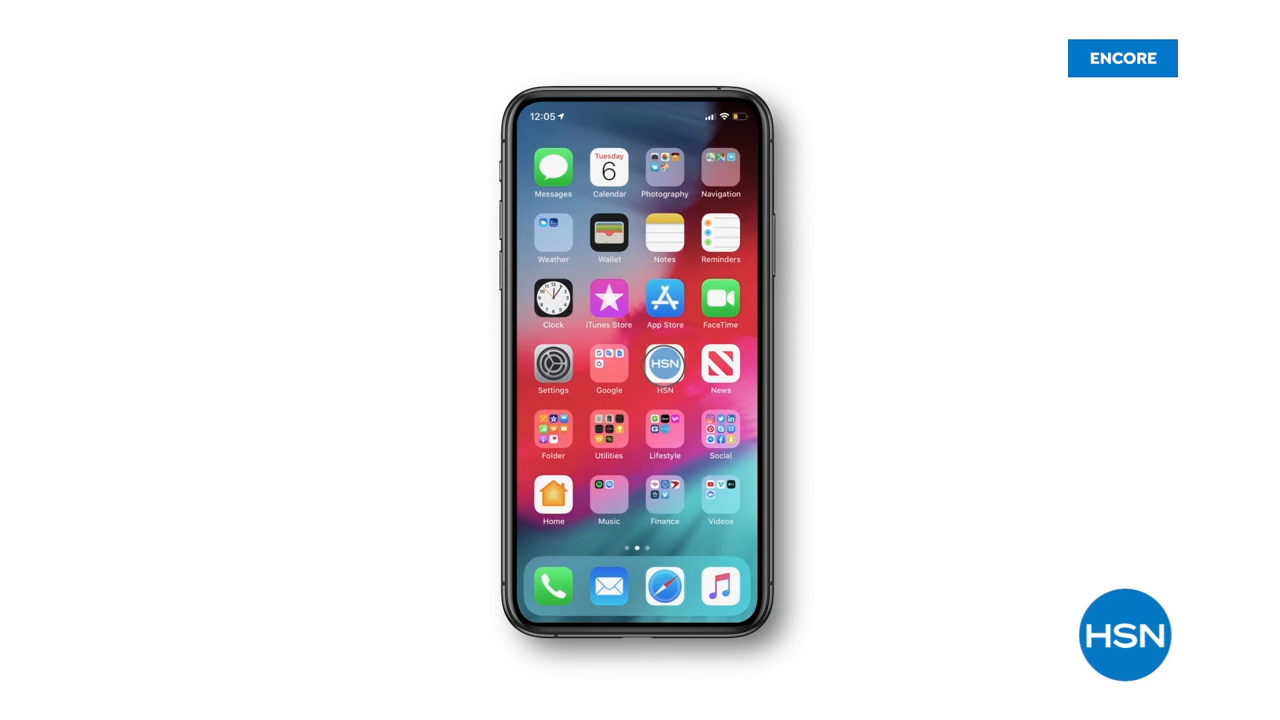 ENCORE
12:05
Tuesday
6
Messages
Calendar
Photography
Navigation
Weather
Wallet
Notes
Reminders
Clock
iTunes Store
App Store
FaceTime
HSN
Settings
Google
HSN
News
Folder
Utilities
Lifestyle
Social
Home
Music
Finance
Videos
HSN